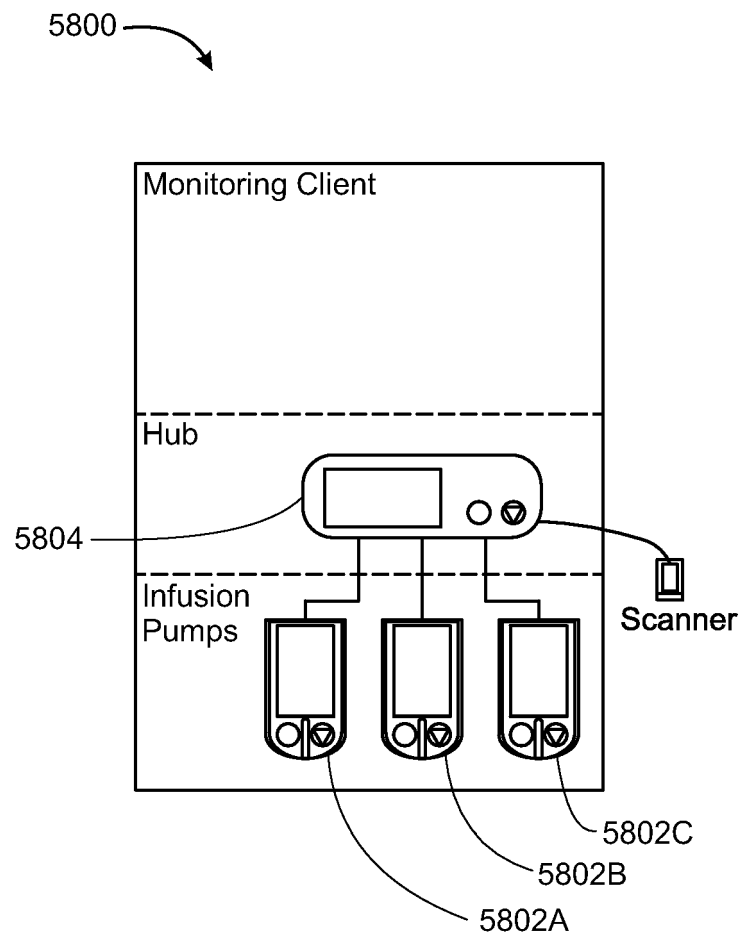 5800
Monitoring Client
Hub
5804
Infusion
Pumps
Scanner
5802C
5802B
5802A